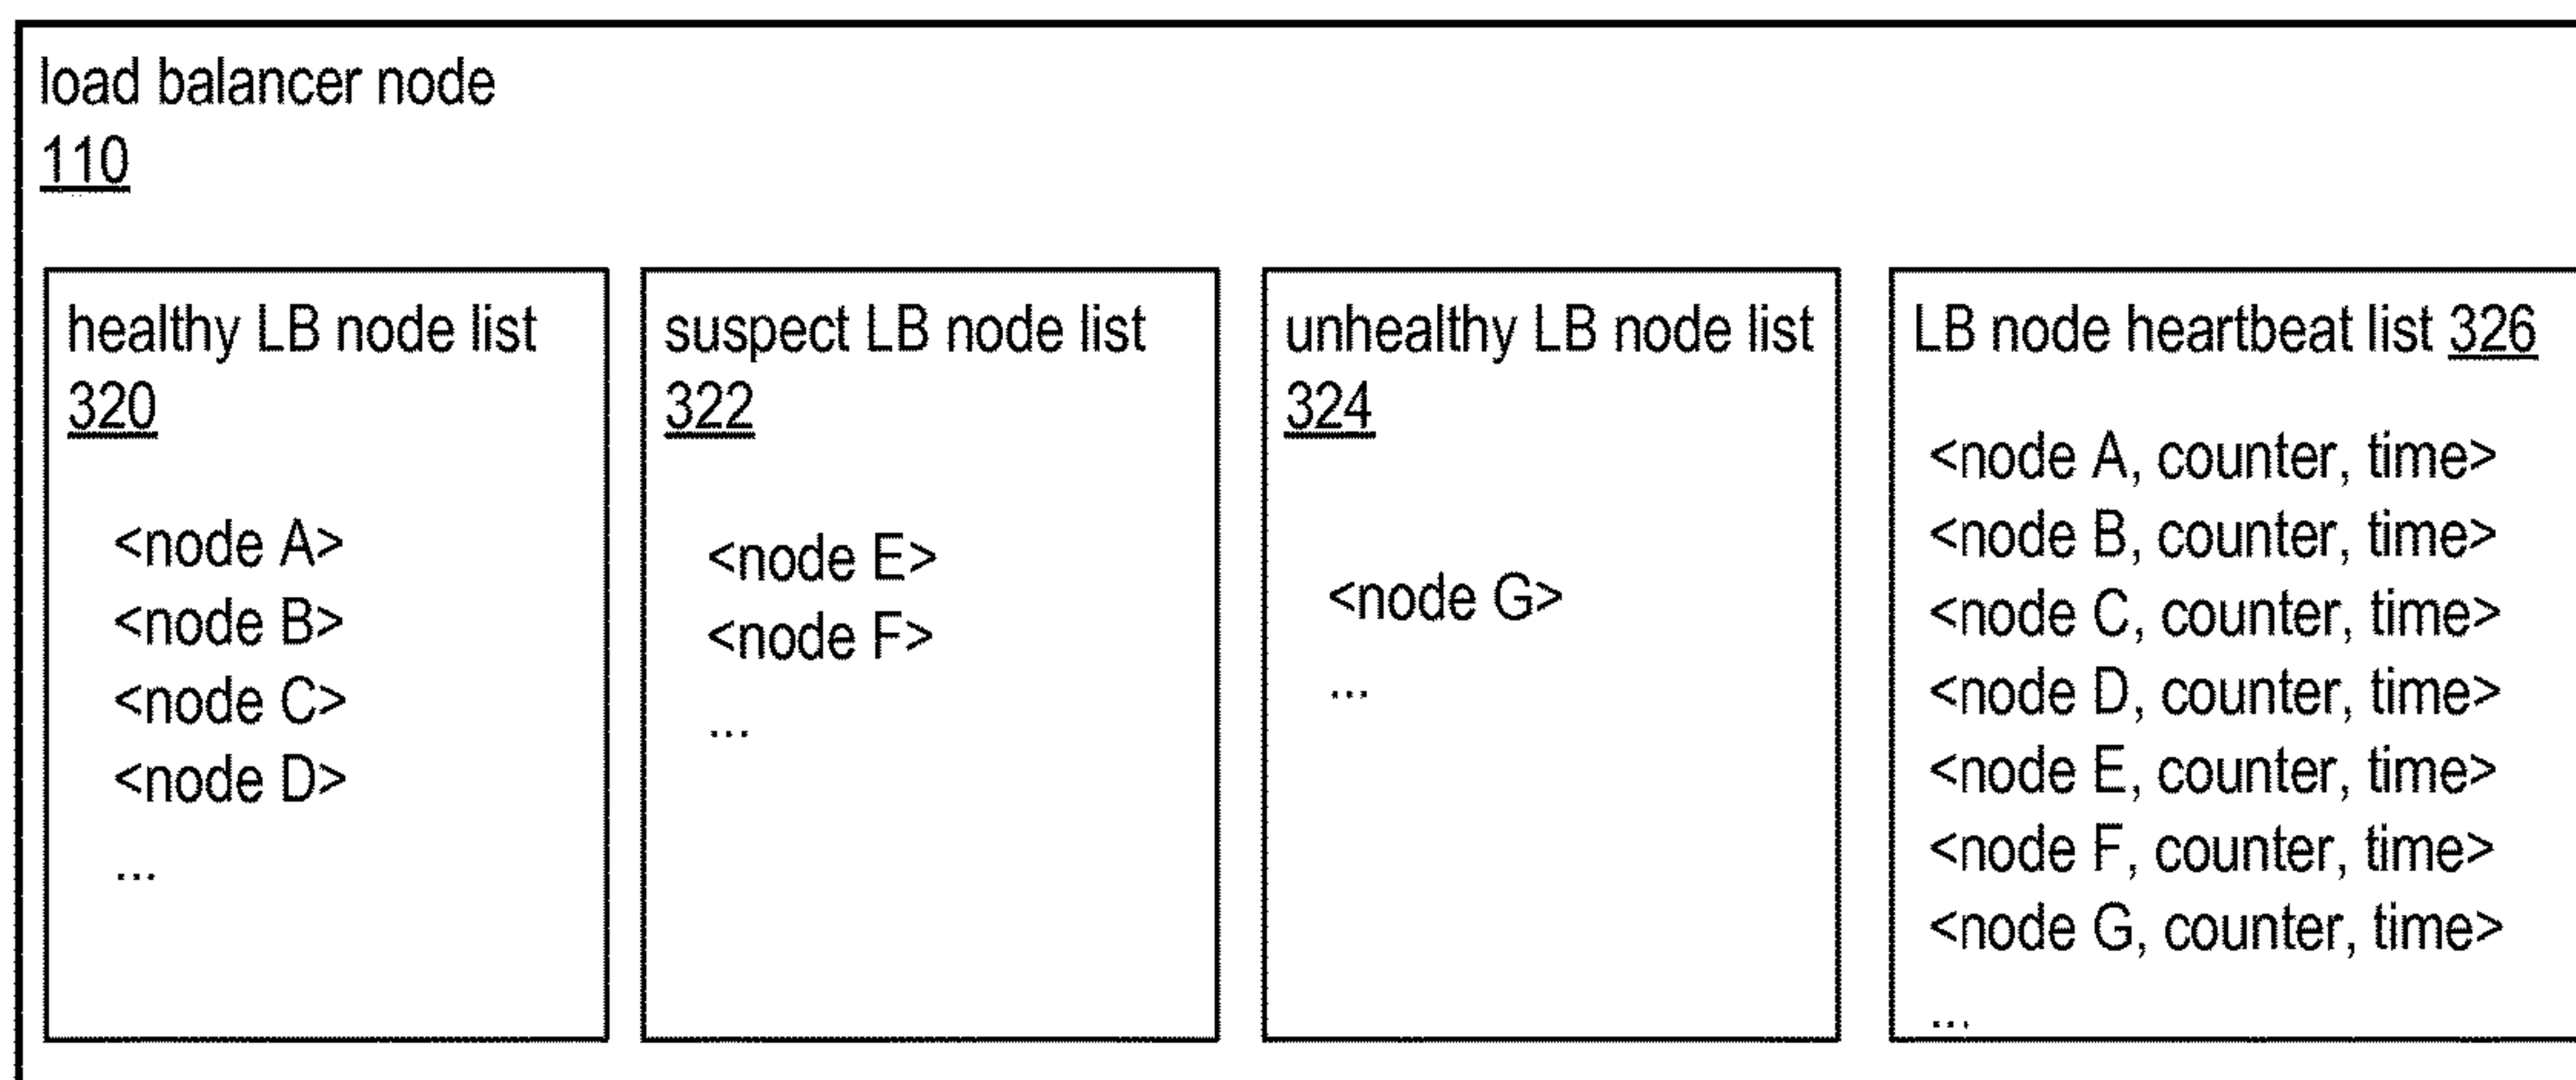 load balancer node
110
healthy LB node list
320
<node A>
<node B>
<node C>
<node D>
...
suspect LB node list
322
<node E>
<node F>
...
unhealthy LB node list
324
<node G>
...
LB node heartbeat list 326
<node A, counter, time>
<node B, counter, time>
<node C, counter, time>
<node D, counter, time>
<node E, counter, time>
<node F, counter, time>
<node G, counter, time>
...